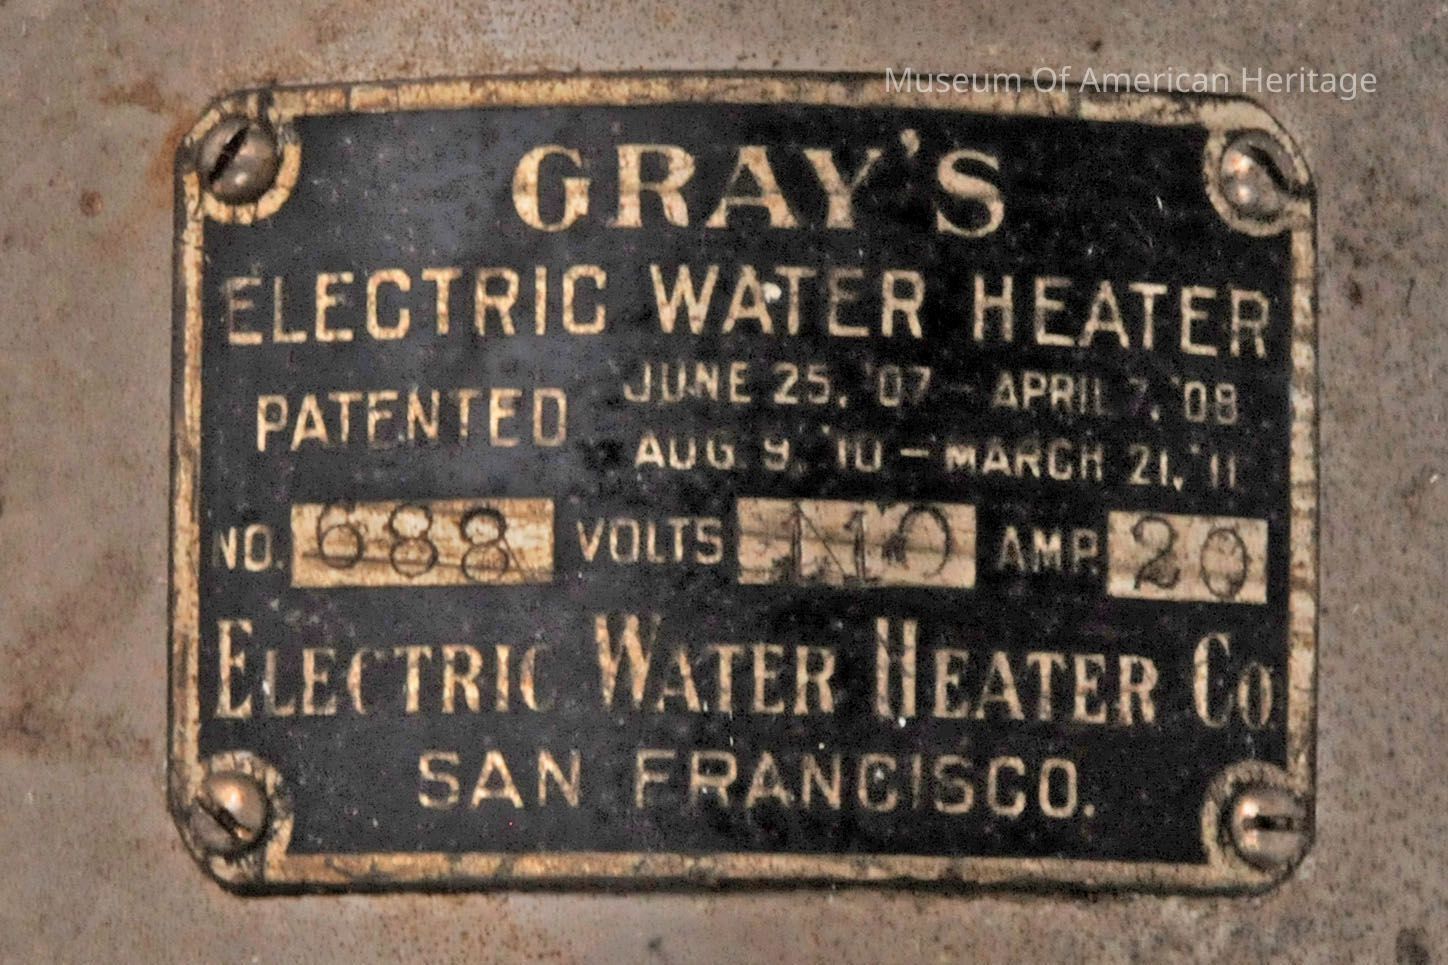 Museum Of American Heritage
GRAY'S
ELECTRIC WATER HEATER
PATENTED JUNE 25, '07 - APRIL 7, '08
AUG 9, '10 - MARCH 21, '11
NO. 688 VOLTS 110 AMP. 20
ELECTRIC WATER HEATER CO
SAN FRANCISCO.